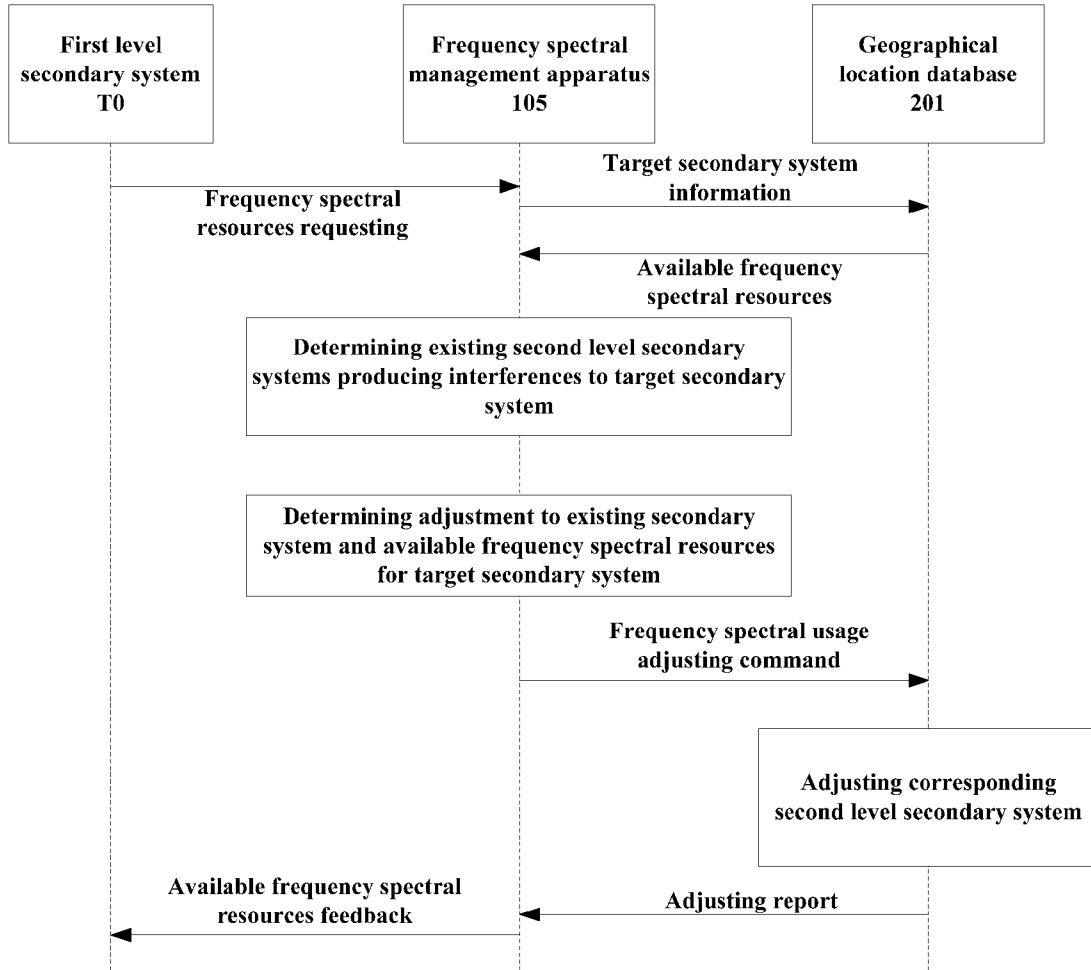 First level
secondary system
T0
Frequency spectral
management apparatus
105
Geographical
location database
201
Target secondary system
information
Frequency spectral
resources requesting
Available frequency
spectral resources
Determining existing second level secondary
systems producing interferences to target secondary
system
Determining adjustment to existing secondary
system and available frequency spectral resources
for target secondary system
Frequency spectral usage
adjusting command
Adjusting corresponding
second level secondary system
Available frequency spectral
resources feedback
Adjusting report